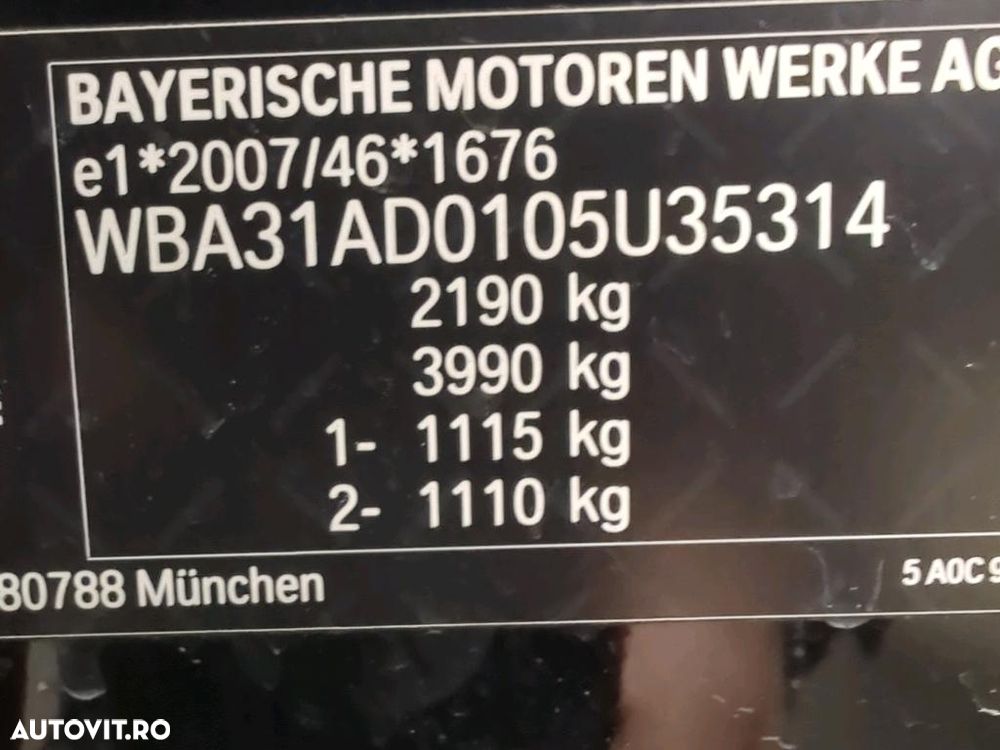 BAYERISCHE MOTOREN WERKE AG
e1*2007/46*1676
WBA31AD0105U35314
2190 kg
3990 kg
1- 1115 kg
2- 1110 kg
80788 München
5 A0C 9
AUTOVIT.RO